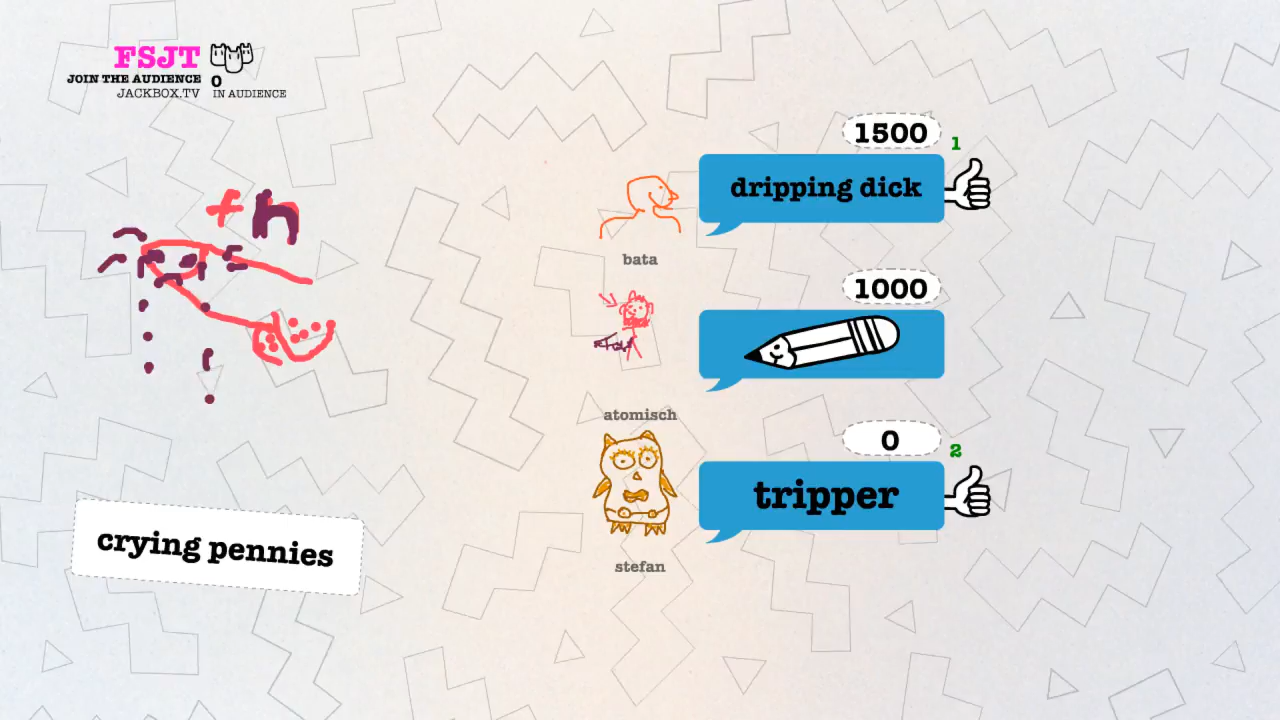 FSJT
JOIN THE AUDIENCE
JACKBOX.TV
0
IN AUDIENCE
+h
crying pennies
1500
1
dripping dick
bata
1000
atomisch
0
2
tripper
stefan